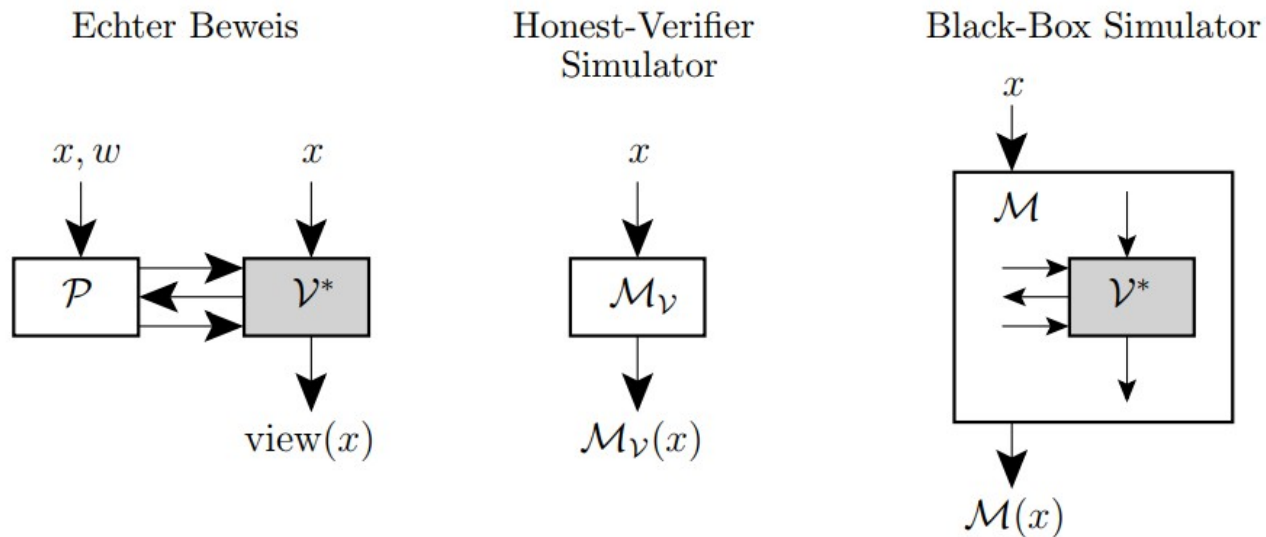 Echter Beweis
Honest-Verifier
Simulator
Black-Box Simulator
x, w
x
x
x
𝒫
𝒱*
ℳ_𝒱
ℳ
𝒱*
view(x)
ℳ_𝒱(x)
ℳ(x)